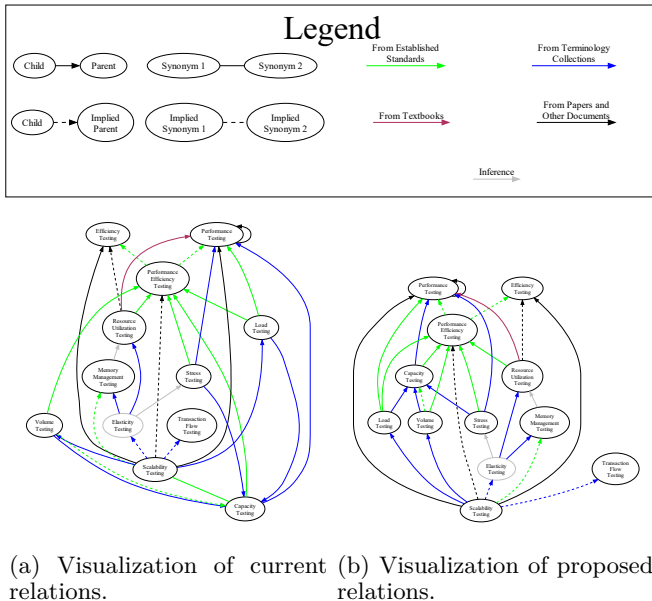 Legend
From Established
Standards
From Terminology
Collections
Child
Parent
Synonym 1
Synonym 2
From Textbooks
From Papers and
Other Documents
Child
Implied
Parent
Implied
Synonym 1
Implied
Synonym 2
Inference
Efficiency
Testing
Performance
Testing
Performance
Efficiency
Testing
Resource
Utilization
Testing
Load
Testing
Memory
Management
Testing
Stress
Testing
Volume
Testing
Elasticity
Testing
Transaction
Flow
Testing
Scalability
Testing
Capacity
Testing
Performance
Testing
Efficiency
Testing
Performance
Efficiency
Testing
Capacity
Testing
Resource
Utilization
Testing
Load
Testing
Volume
Testing
Stress
Testing
Memory
Management
Testing
Elasticity
Testing
Transaction
Flow
Testing
Scalability
Testing
(a) Visualization of current
relations.
(b) Visualization of proposed
relations.